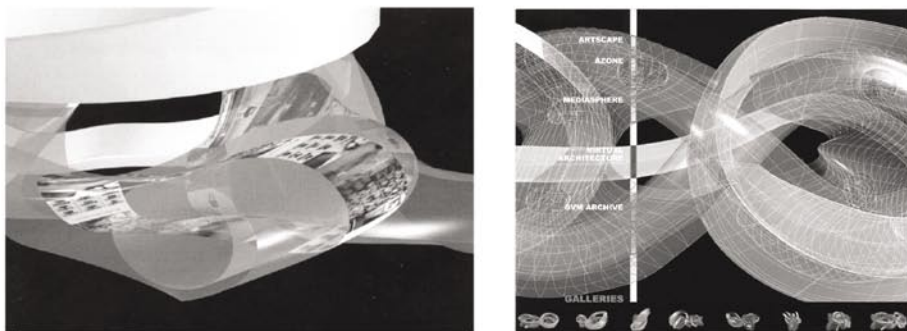 ARTSCAPE
AZONE
MEDIASPHERE
VIRTUAL
ARCHITECTURE
GVM ARCHIVE
GALLERIES